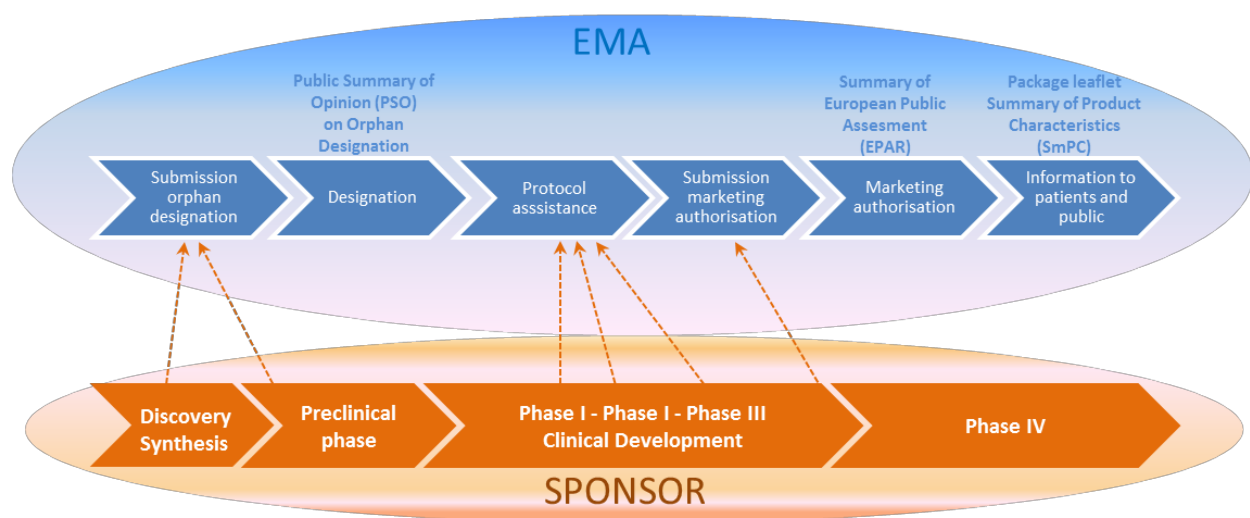 EMA
Public Summary of
Opinion (PSO)
on Orphan
Designation
Summary of
European Public
Assesment
(EPAR)
Package leaflet
Summary of Product
Characteristics
(SmPC)
Submission
orphan
designation
Designation
Protocol
asssistance
Submission
marketing
authorisation
Marketing
authorisation
Information to
patients and
public
Discovery
Synthesis
Preclinical
phase
Phase I - Phase I - Phase III
Clinical Development
Phase IV
SPONSOR